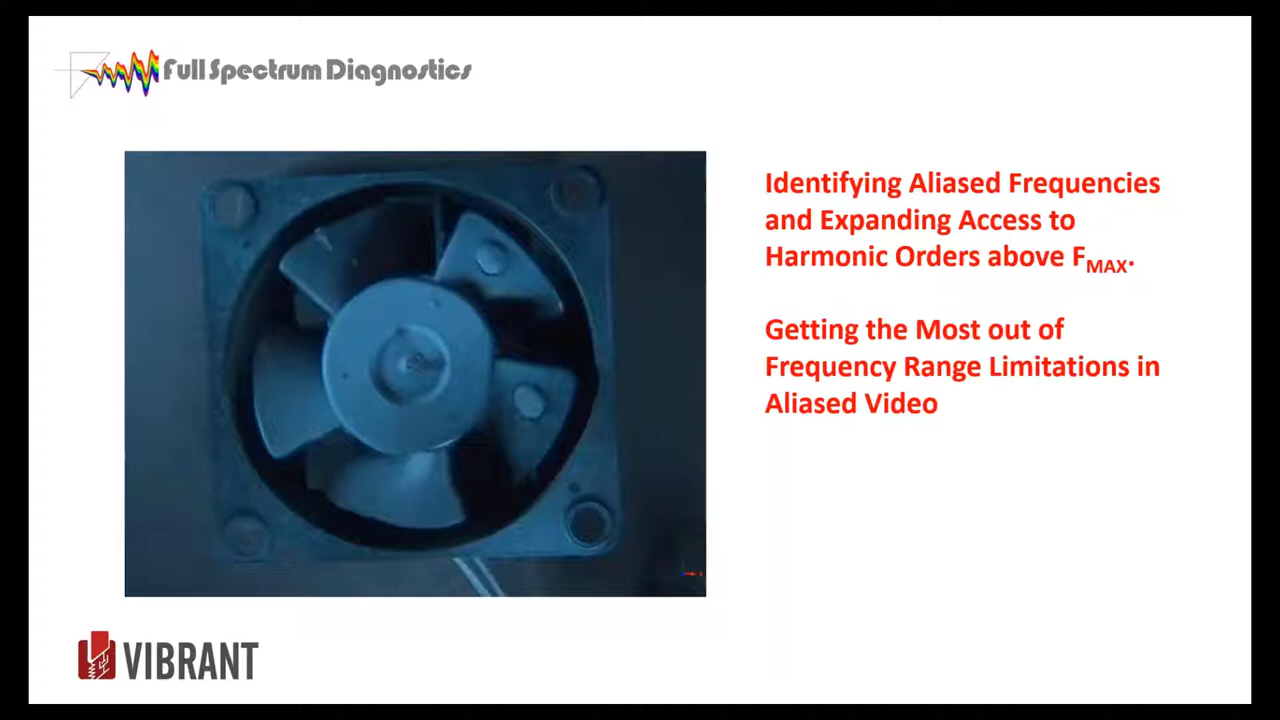 Full Spectrum Diagnostics
Identifying Aliased Frequencies
and Expanding Access to
Harmonic Orders above FMAX.
Getting the Most out of
Frequency Range Limitations in
Aliased Video
VIBRANT